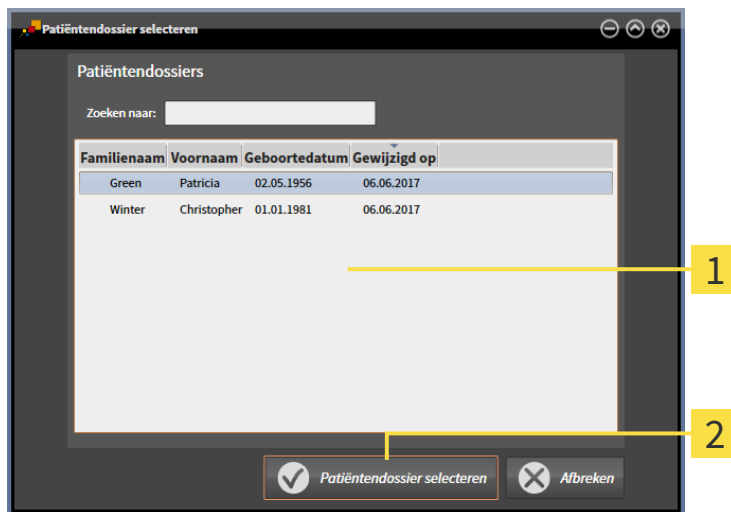 Patiëntendossier selecteren
Patiëntendossiers
Zoeken naar:
Familienaam Voornaam Geboortedatum Gewijzigd op
Green Patricia 02.05.1956 06.06.2017
Winter Christopher 01.01.1981 06.06.2017
1
2
Patiëntendossier selecteren Afbreken